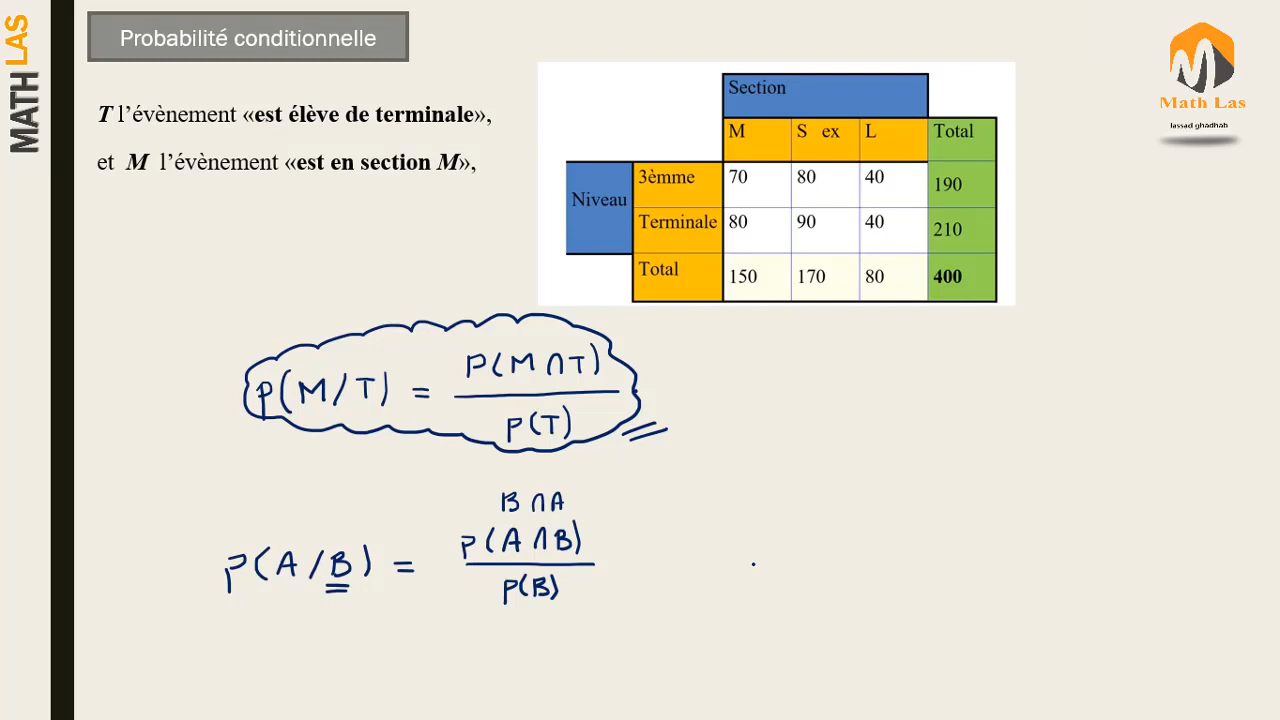 MATH LAS
Probabilité conditionnelle
Math Las
lassad ghadhab
T l'évènement «est élève de terminale»,
et M l'évènement «est en section M»,
Section
M S ex L Total
Niveau
3èmme 70 80 40 190
Terminale 80 90 40 210
Total 150 170 80 400
p(M/T) = P(M∩T)
p(T)
B∩A
p(A/B) = p(A∩B)
p(B)